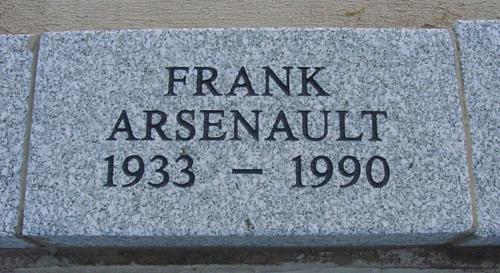 FRANK
ARSENAULT
1933 — 1990